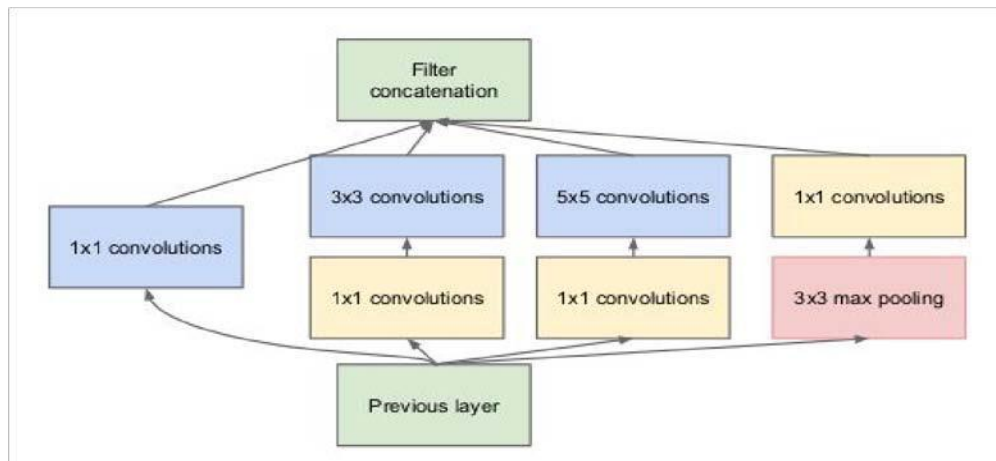 Filter
concatenation
3x3 convolutions
5x5 convolutions
1x1 convolutions
1x1 convolutions
1x1 convolutions
1x1 convolutions
3x3 max pooling
Previous layer